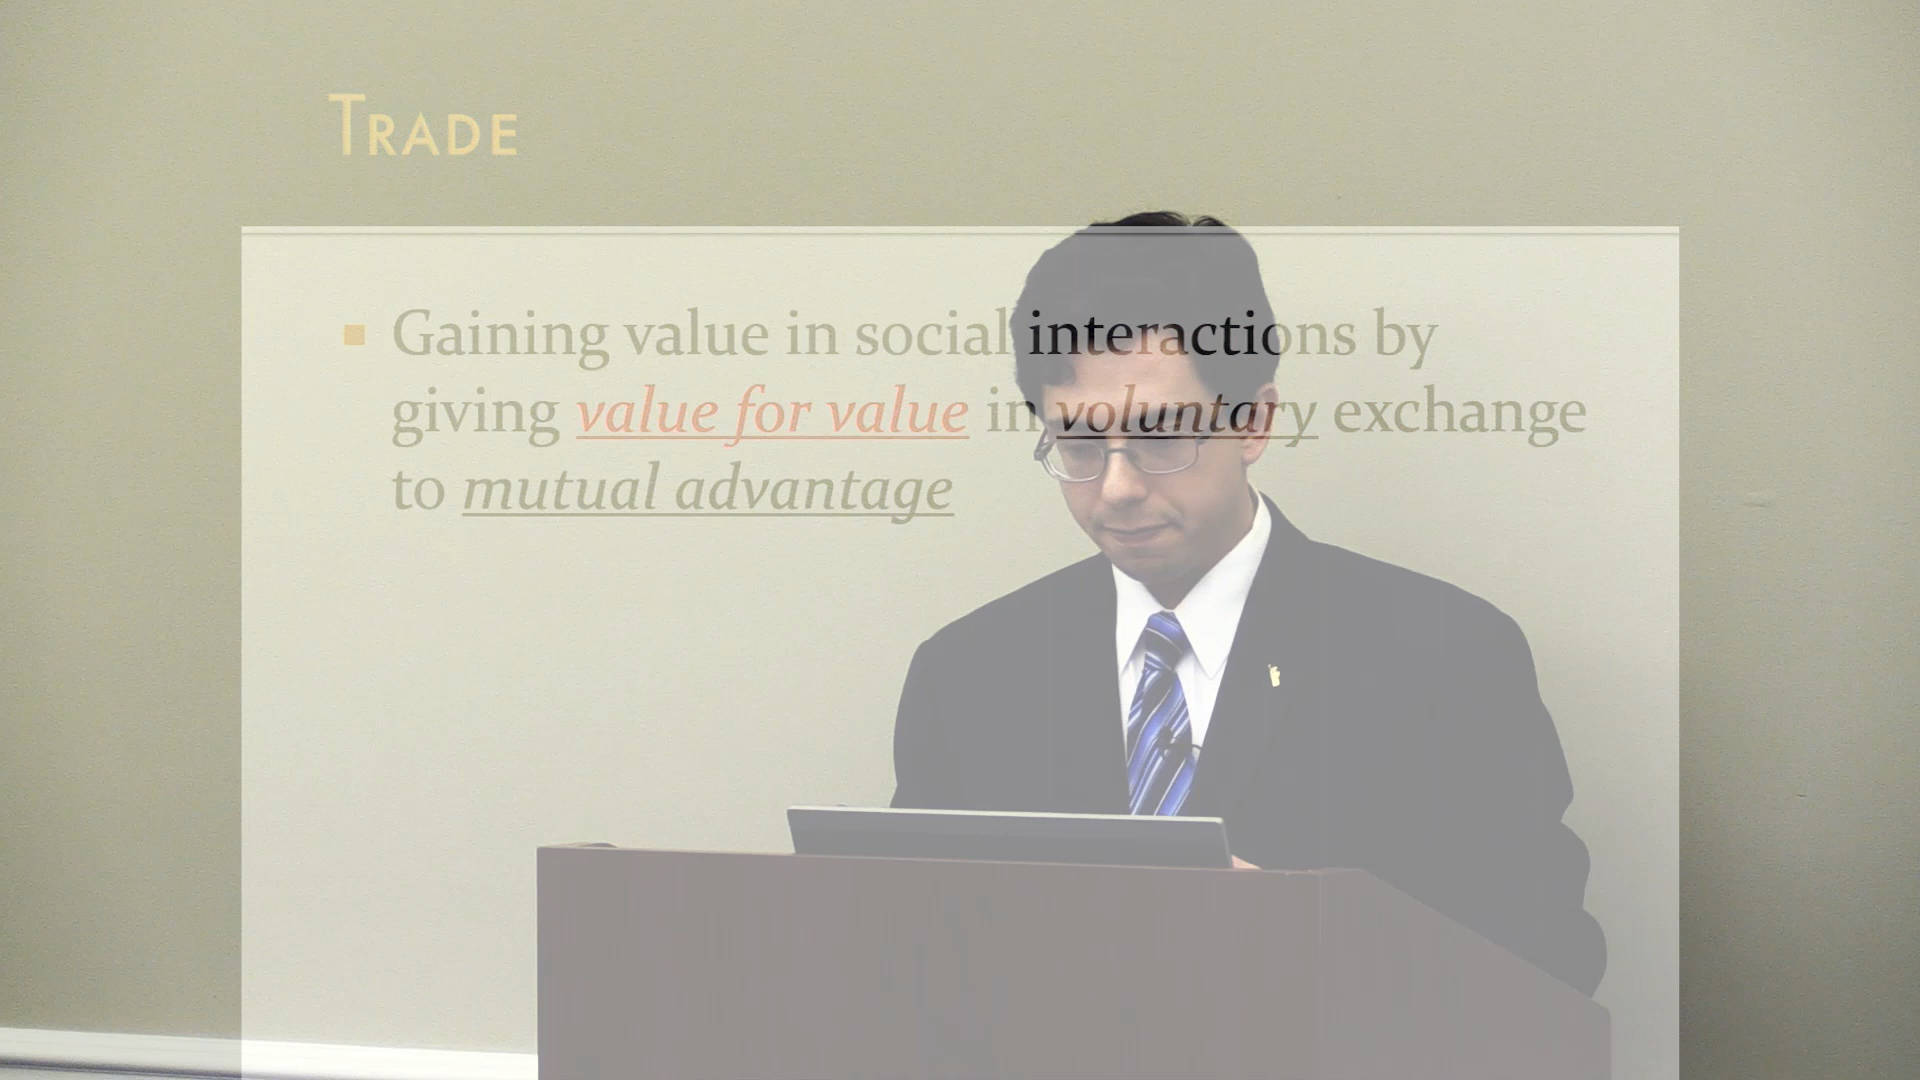 TRADE
Gaining value in social interactions by
giving value for value in voluntary exchange
to mutual advantage